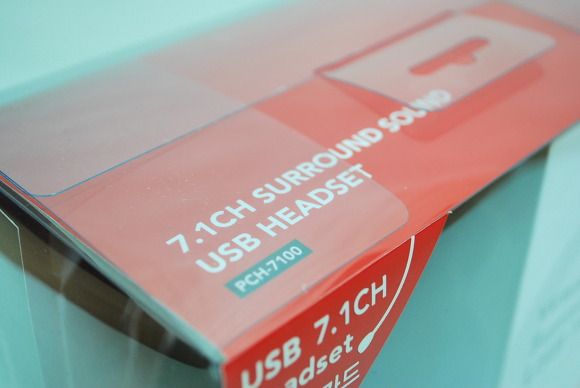 7.1CH SURROUND SOUND
USB HEADSET
PCH-7100
USB 7.1CH